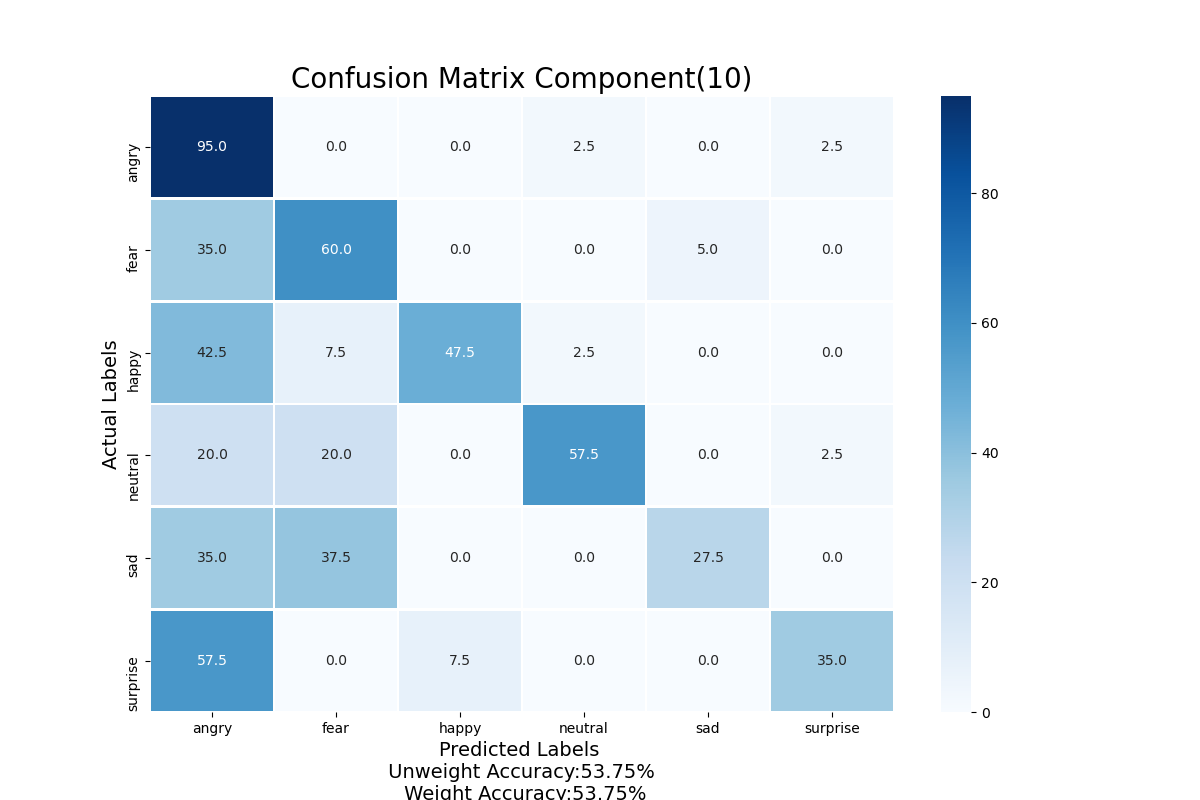 Confusion Matrix Component(10)
angry 95.0 0.0 0.0 2.5 0.0 2.5
fear 35.0 60.0 0.0 0.0 5.0 0.0
happy 42.5 7.5 47.5 2.5 0.0 0.0
neutral 20.0 20.0 0.0 57.5 0.0 2.5
sad 35.0 37.5 0.0 0.0 27.5 0.0
surprise 57.5 0.0 7.5 0.0 0.0 35.0
Actual Labels
angry fear happy neutral sad surprise
Predicted Labels
Unweight Accuracy:53.75%
Weight Accuracy:53.75%
80
60
40
20
0